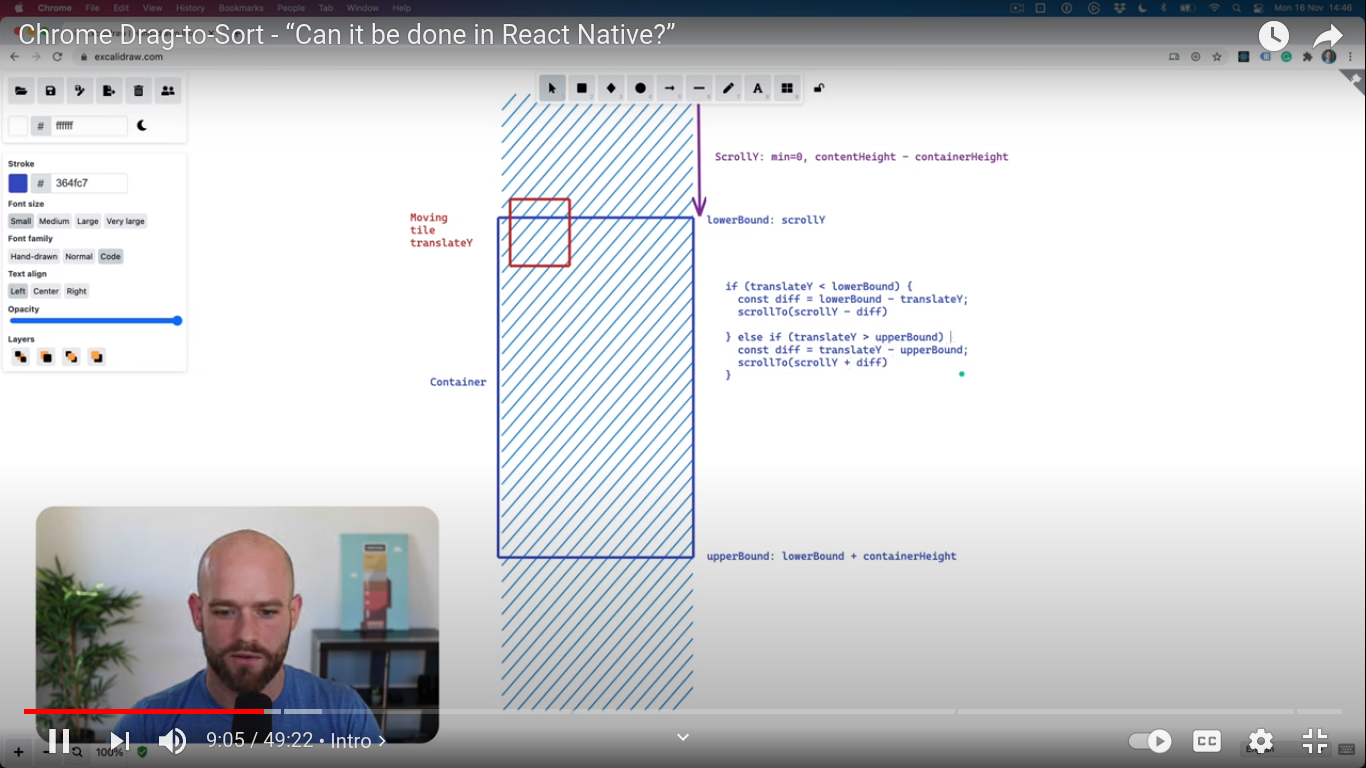 Chrome File Edit View History Bookmarks People Tab Window Help Mon 16 Nov 14:46
Chrome Drag-to-Sort - “Can it be done in React Native?”
excalidraw.com
# ffffff
Stroke
# 364fc7
Font size
Small Medium Large Very large
Font family
Hand-drawn Normal Code
Text align
Left Center Right
Opacity
Layers
ScrollY: min=0, contentHeight - containerHeight
Moving
tile
translateY
lowerBound: scrollY
if (translateY < lowerBound) {
const diff = lowerBound - translateY;
scrollTo(scrollY - diff)
} else if (translateY > upperBound)
const diff = translateY - upperBound;
scrollTo(scrollY + diff)
}
Container
upperBound: lowerBound + containerHeight
9:05 / 49:22 • Intro >
CC
100%